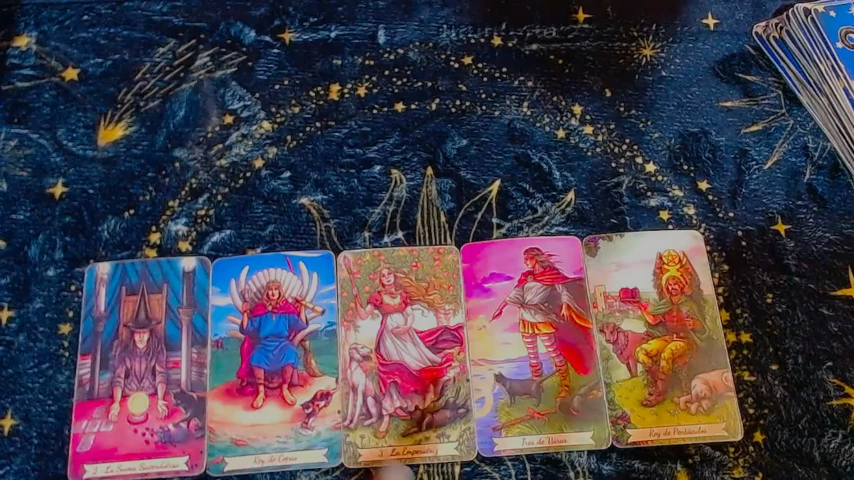 2 - La Suma Sacerdotisa
Rey de Copas
3 - La Emperatriz
Tres de Varas
Rey de Pentáculos